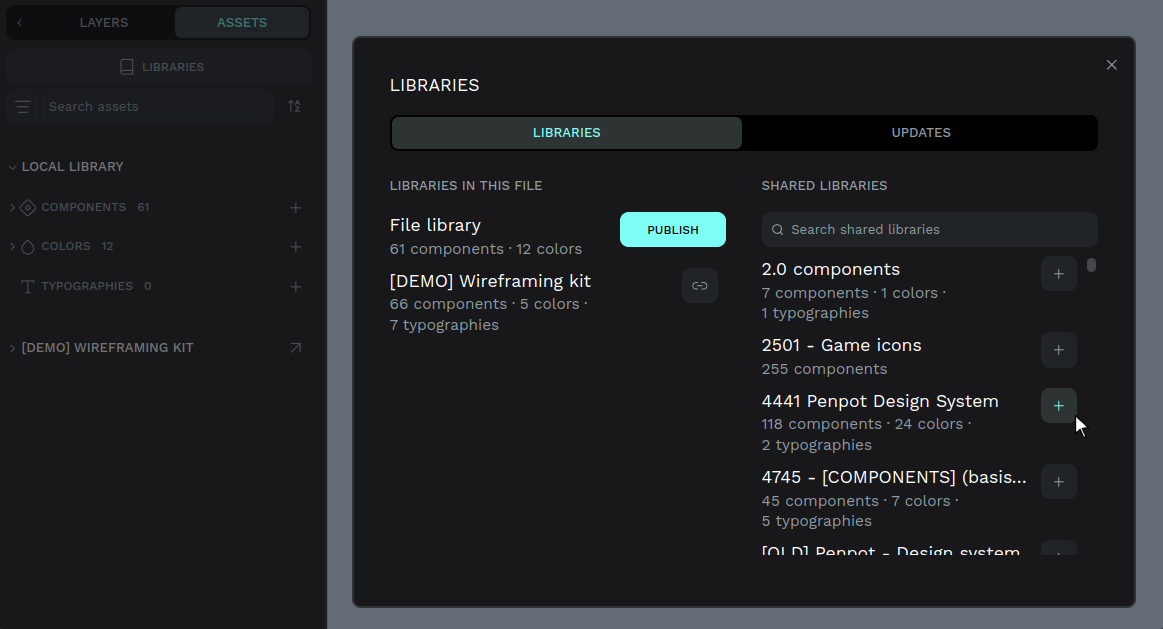 LAYERS
ASSETS
LIBRARIES
Search assets
LOCAL LIBRARY
COMPONENTS 61
COLORS 12
TYPOGRAPHIES 0
[DEMO] WIREFRAMING KIT
LIBRARIES
LIBRARIES
UPDATES
LIBRARIES IN THIS FILE
File library
61 components · 12 colors
PUBLISH
[DEMO] Wireframing kit
66 components · 5 colors ·
7 typographies
SHARED LIBRARIES
Search shared libraries
2.0 components
7 components · 1 colors ·
1 typographies
2501 - Game icons
255 components
4441 Penpot Design System
118 components · 24 colors ·
2 typographies
4745 - [COMPONENTS] (basis...
45 components · 7 colors ·
5 typographies
[OLD] Penpot - Design system